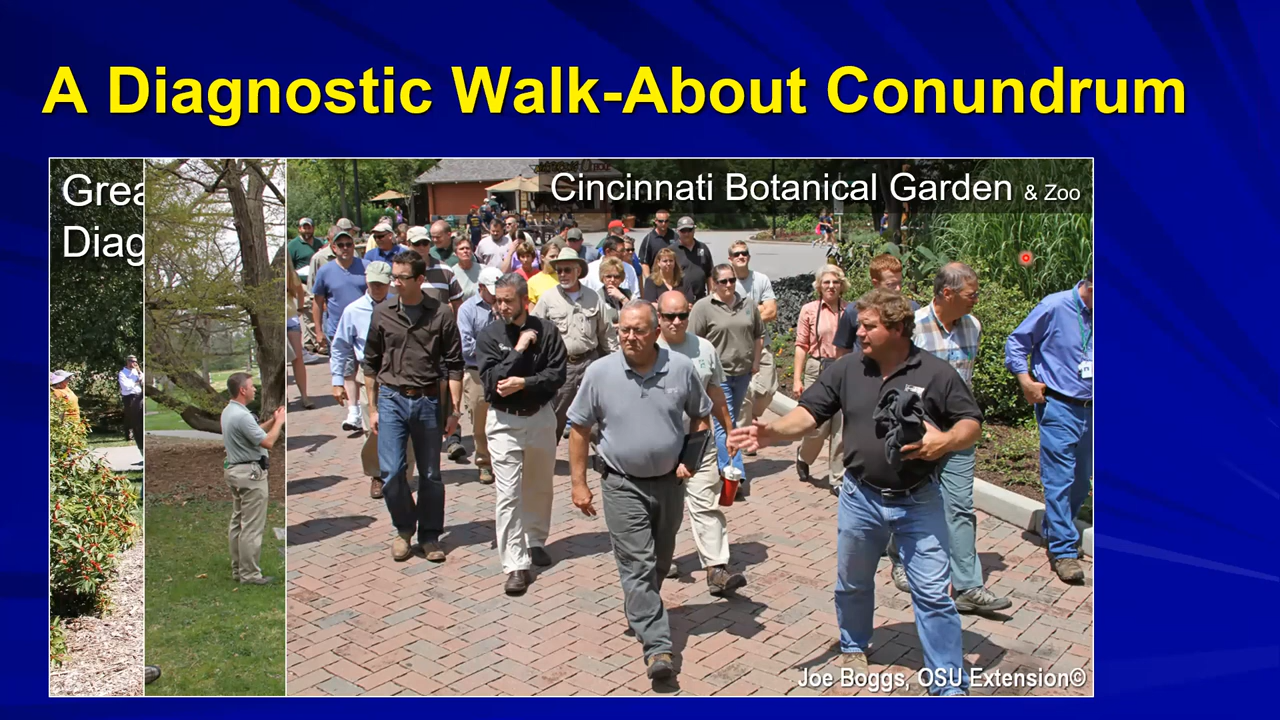 A Diagnostic Walk-About Conundrum
Grea
Diag
Cincinnati Botanical Garden & Zoo
Joe Boggs, OSU Extension©